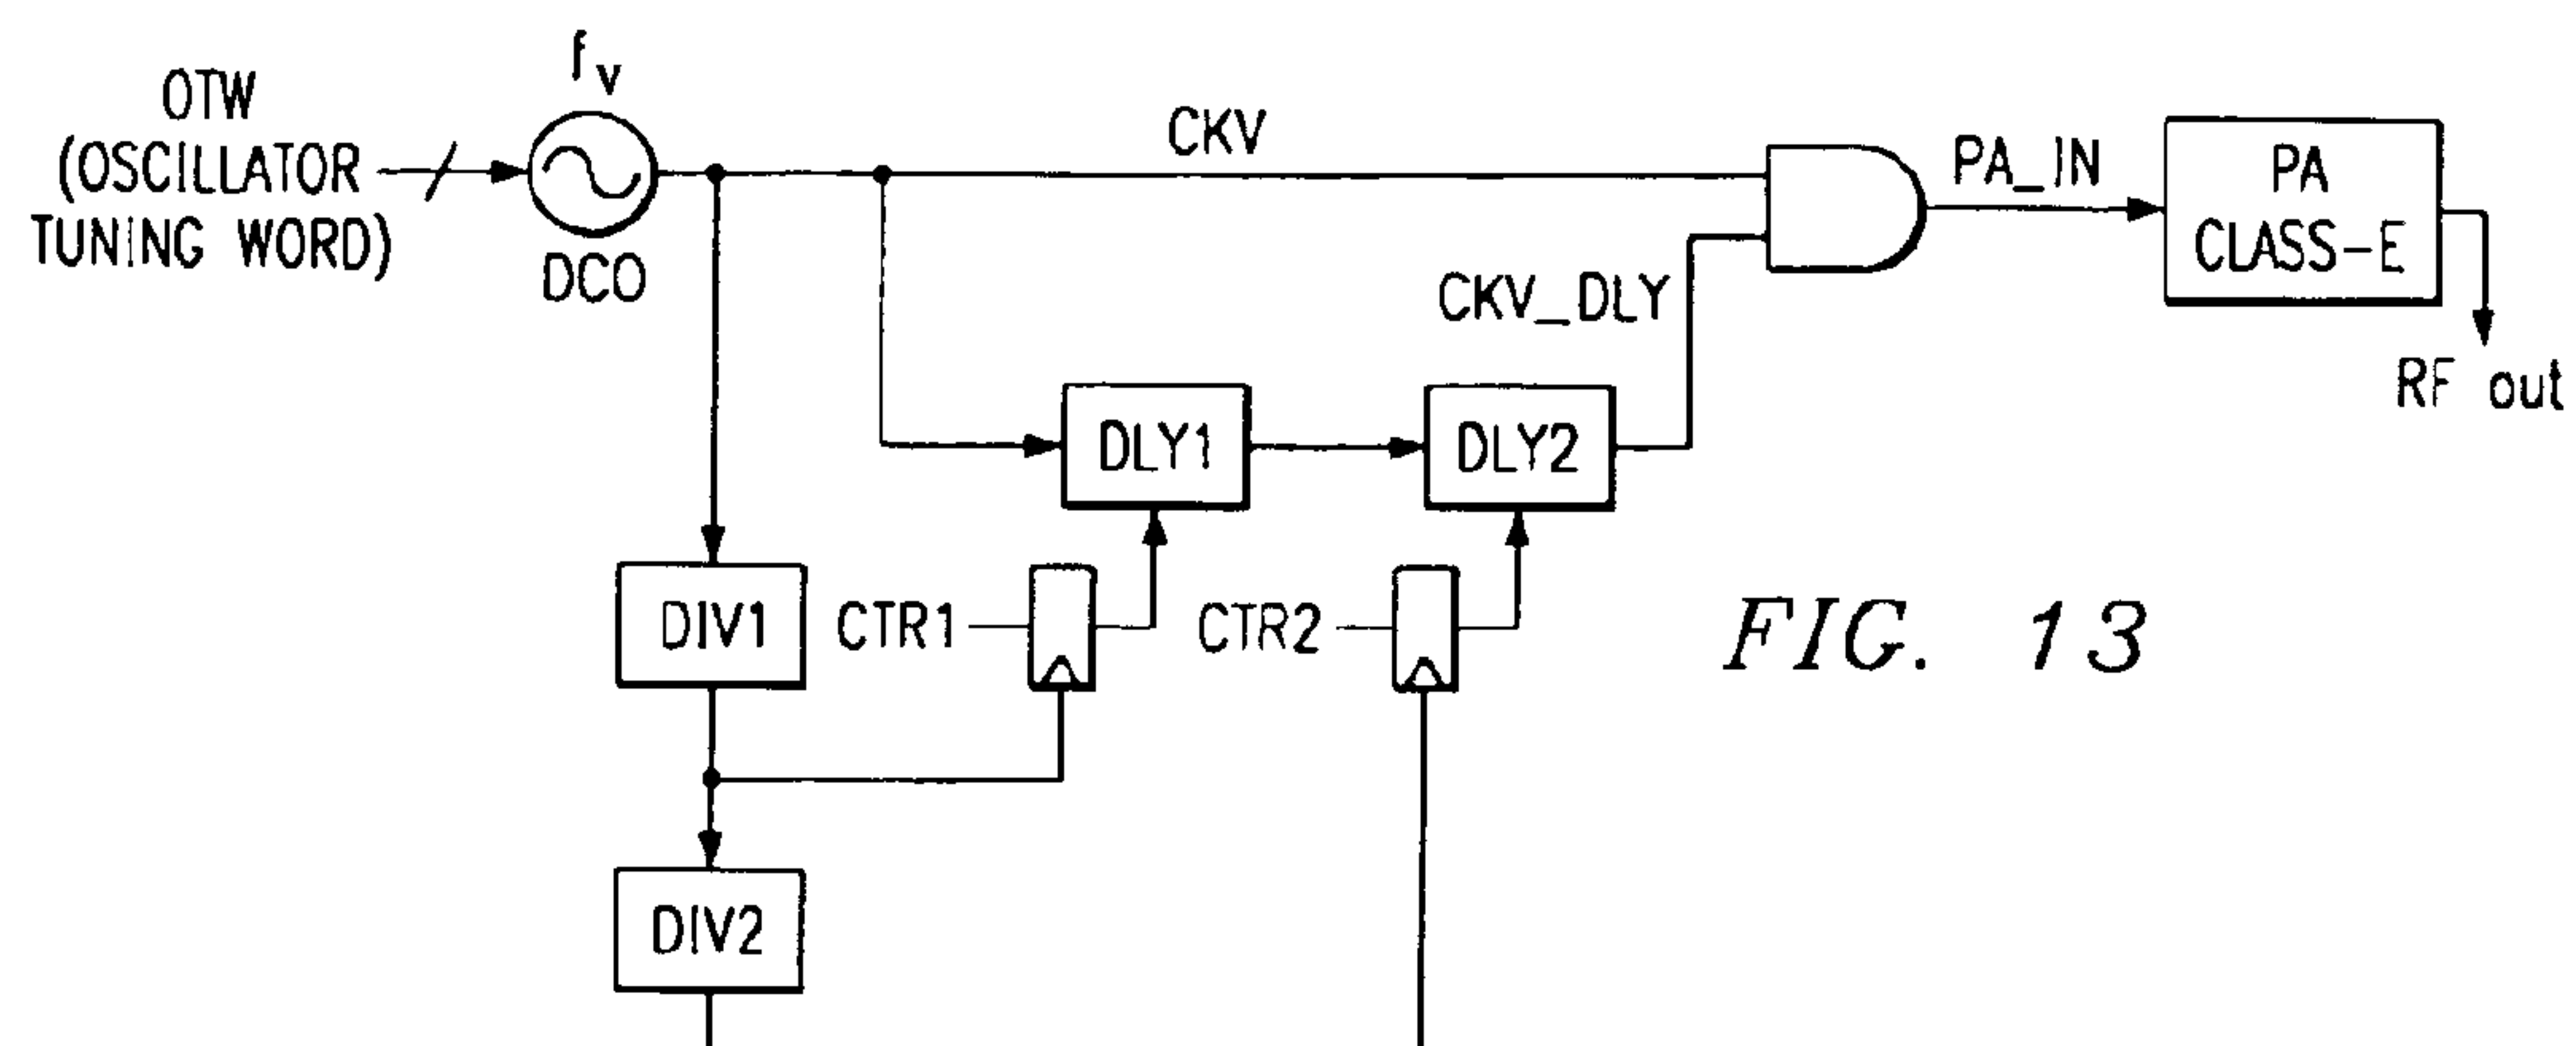 f_v
OTW
(OSCILLATOR
TUNING WORD)
DCO
CKV
PA_IN
PA
CLASS-E
CKV_DLY
RF out
DLY1
DLY2
DIV1
CTR1
CTR2
FIG. 13
DIV2